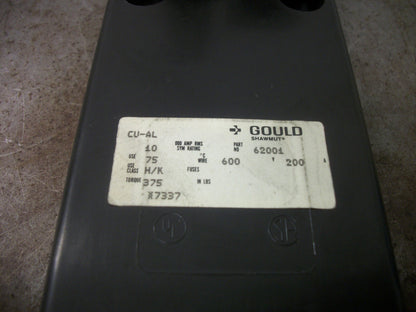 GOULD
SHAWMUT®
CU-AL
10 000 AMP RMS SYM RATING PART NO 62001
USE 75 °C WIRE 600 V 200 A
USE CLASS H/K FUSES
TORQUE 375 IN LBS
X7337
UL